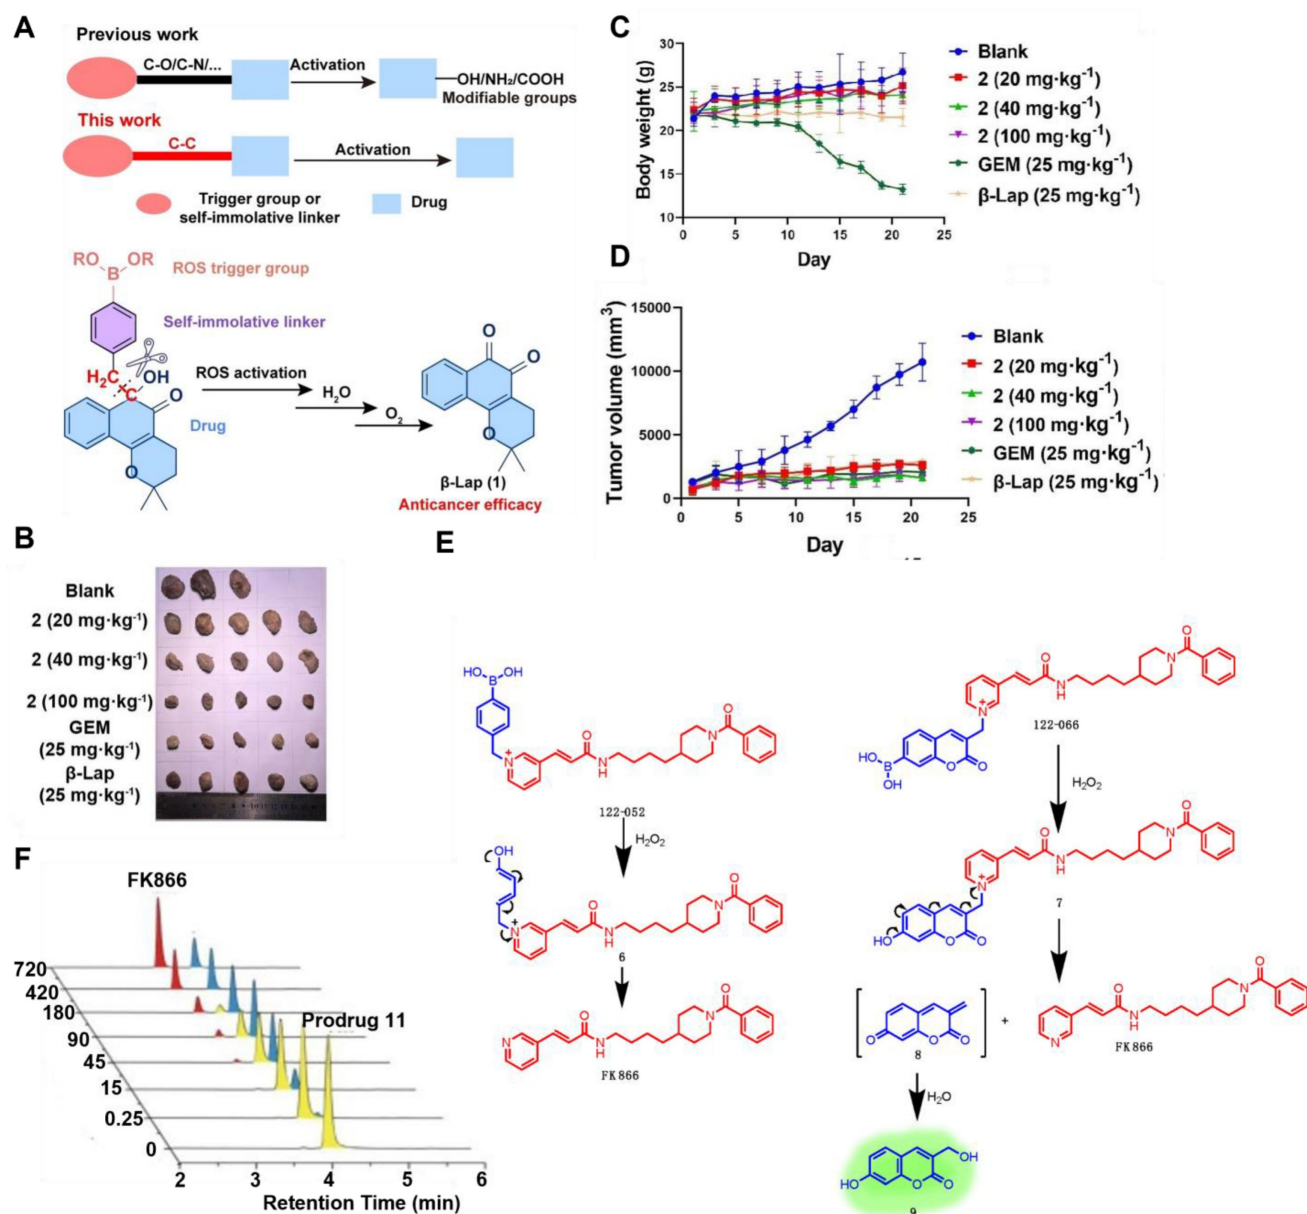 A
Previous work
C-O/C-N/...
Activation
OH/NH₂/COOH
Modifiable groups
This work
C-C
Activation
Trigger group or
self-immolative linker
Drug
RO OR
B
ROS trigger group
Self-immolative linker
H₂C
OH
C
O
Drug
O
ROS activation
H₂O
O₂
O
O
O
β-Lap (1)
Anticancer efficacy
B
Blank
2 (20 mg·kg⁻¹)
2 (40 mg·kg⁻¹)
2 (100 mg·kg⁻¹)
GEM
(25 mg·kg⁻¹)
β-Lap
(25 mg·kg⁻¹)
C
Body weight (g)
30
25
20
15
10
0 5 10 15 20 25
Day
Blank
2 (20 mg·kg⁻¹)
2 (40 mg·kg⁻¹)
2 (100 mg·kg⁻¹)
GEM (25 mg·kg⁻¹)
β-Lap (25 mg·kg⁻¹)
D
Tumor volume (mm³)
15000
10000
5000
0
0 5 10 15 20 25
Day
Blank
2 (20 mg·kg⁻¹)
2 (40 mg·kg⁻¹)
2 (100 mg·kg⁻¹)
GEM (25 mg·kg⁻¹)
β-Lap (25 mg·kg⁻¹)
E
HO B OH
N+
O
NH
N
O
122-052
H₂O₂
OH
N+
O
NH
N
O
6
N
O
NH
N
O
FK866
N+
O
NH
N
O
122-066
HO B OH
O O
H₂O₂
N+
O
NH
N
O
7
HO O O
O O O
8
+
N
O
NH
N
O
FK866
H₂O
HO O O OH
9
F
FK866
Prodrug 11
720
420
180
90
45
15
0.25
0
2 3 4 5 6
Retention Time (min)